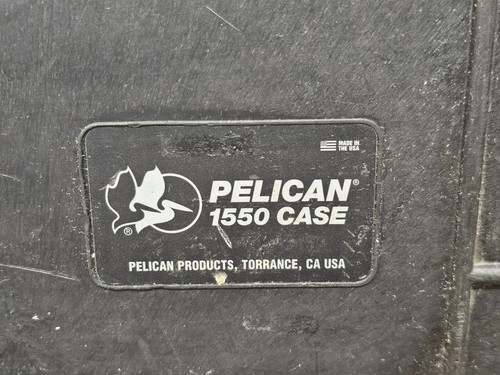 MADE IN
THE USA
PELICAN®
1550 CASE
®
PELICAN PRODUCTS, TORRANCE, CA USA